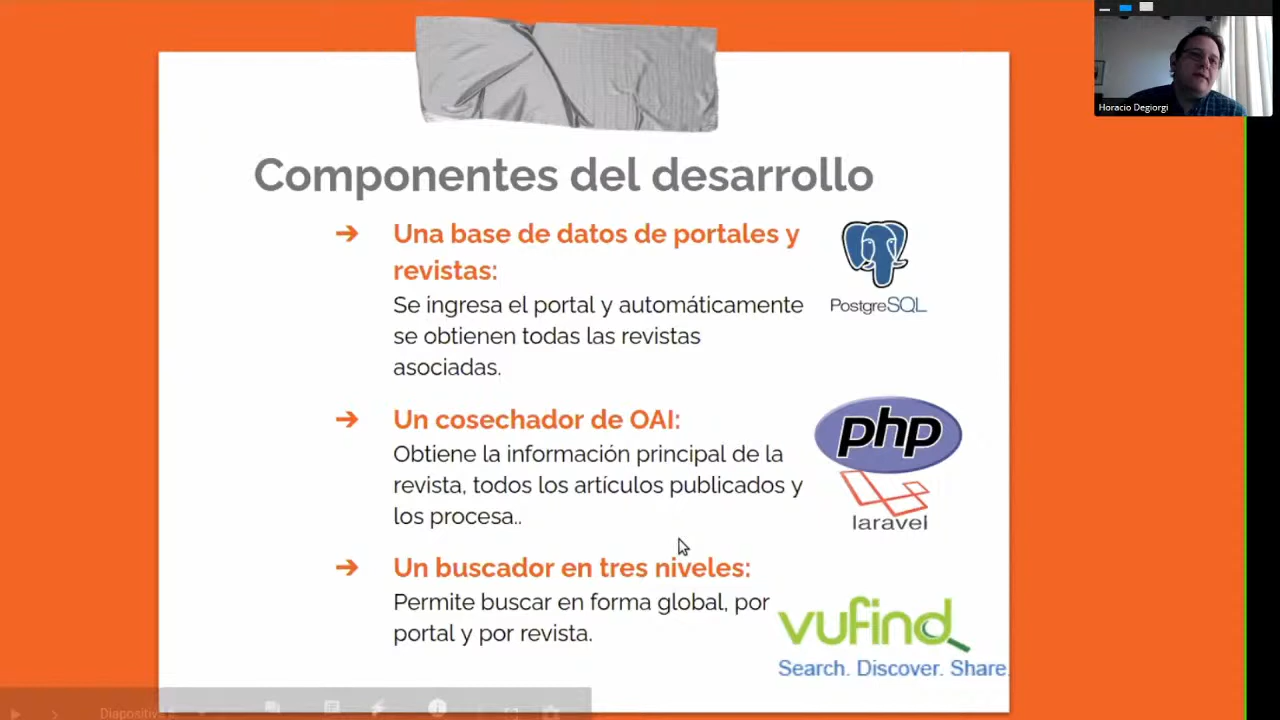 Horacio Degiorgi
Componentes del desarrollo
➔ Una base de datos de portales y
revistas:
Se ingresa el portal y automáticamente
se obtienen todas las revistas
asociadas.
PostgreSQL
➔ Un cosechador de OAI:
Obtiene la información principal de la
revista, todos los artículos publicados y
los procesa..
php
laravel
➔ Un buscador en tres niveles:
Permite buscar en forma global, por
portal y por revista.
vufind
Search. Discover. Share.